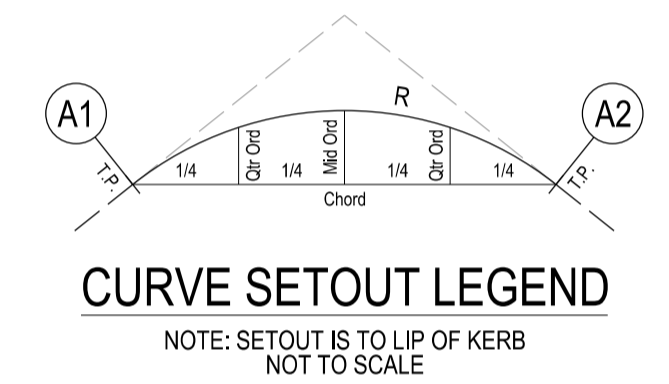 R
A1
A2
T.P.
1/4
Qtr Ord
1/4
Mid Ord
1/4
Qtr Ord
1/4
T.P.
Chord
CURVE SETOUT LEGEND
NOTE: SETOUT IS TO LIP OF KERB
NOT TO SCALE